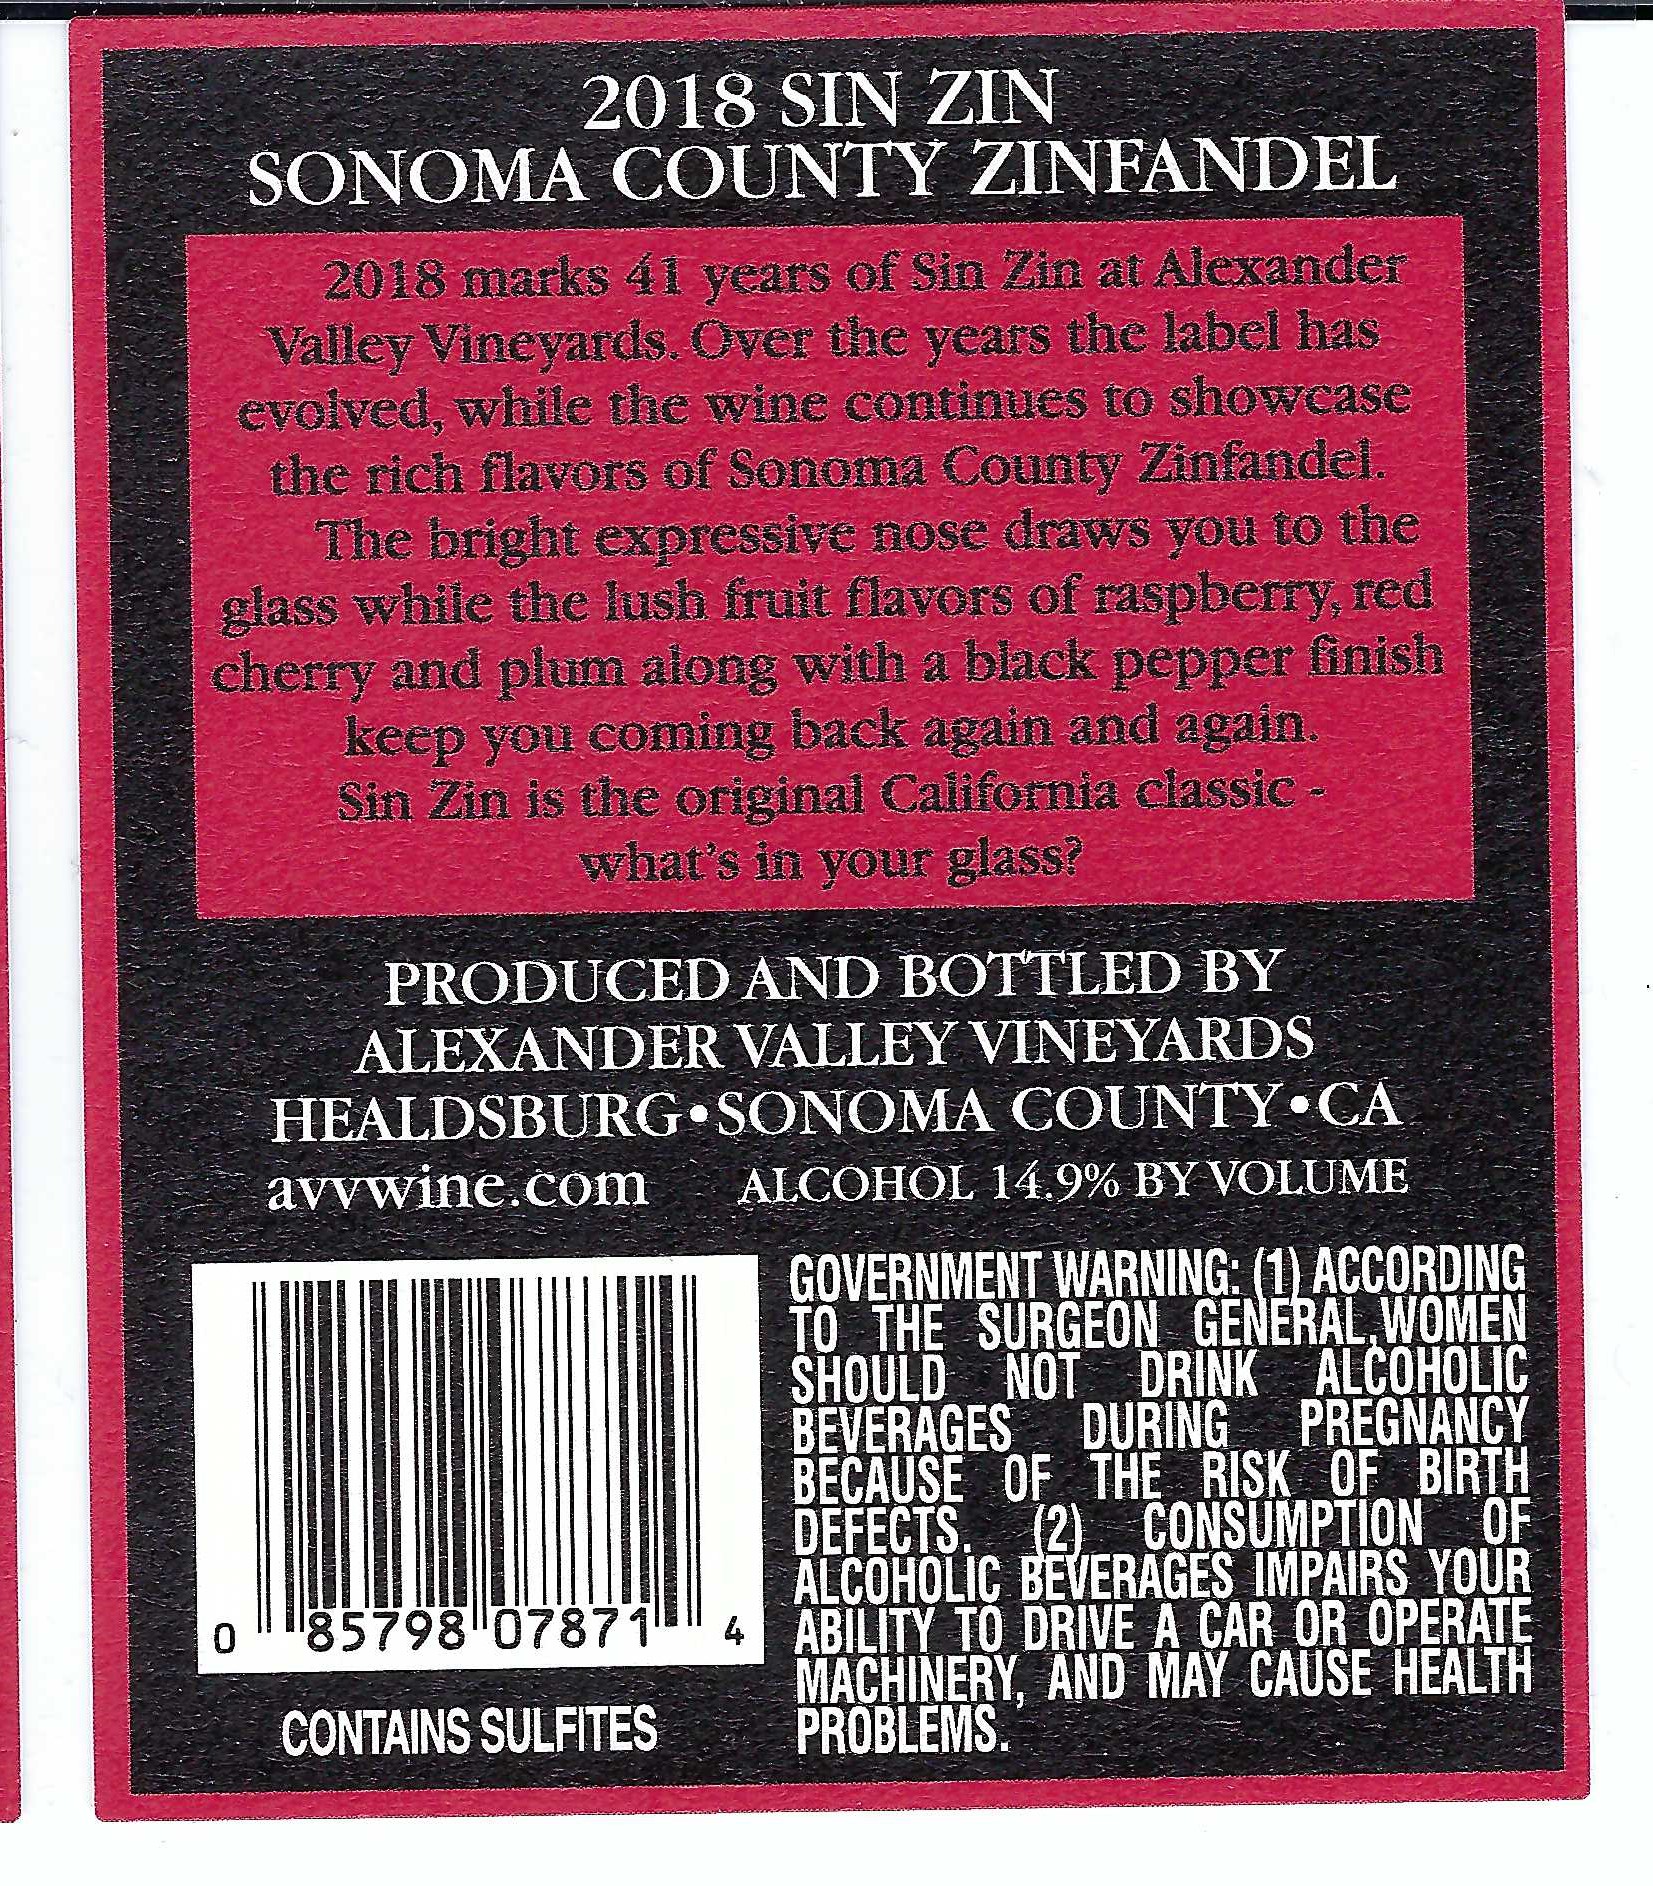 2018 SIN ZIN
SONOMA COUNTY ZINFANDEL
2018 marks 41 years of Sin Zin at Alexander
Valley Vineyards. Over the years the label has
evolved, while the wine continues to showcase
the rich flavors of Sonoma County Zinfandel.
The bright expressive nose draws you to the
glass while the lush fruit flavors of raspberry, red
cherry and plum along with a black pepper finish
keep you coming back again and again.
Sin Zin is the original California classic -
what's in your glass?
PRODUCED AND BOTTLED BY
ALEXANDER VALLEY VINEYARDS
HEALDSBURG•SONOMA COUNTY•CA
avvwine.com ALCOHOL 14.9% BY VOLUME
0 85798 07871 4
CONTAINS SULFITES
GOVERNMENT WARNING: (1) ACCORDING
TO THE SURGEON GENERAL,WOMEN
SHOULD NOT DRINK ALCOHOLIC
BEVERAGES DURING PREGNANCY
BECAUSE OF THE RISK OF BIRTH
DEFECTS. (2) CONSUMPTION OF
ALCOHOLIC BEVERAGES IMPAIRS YOUR
ABILITY TO DRIVE A CAR OR OPERATE
MACHINERY, AND MAY CAUSE HEALTH
PROBLEMS.